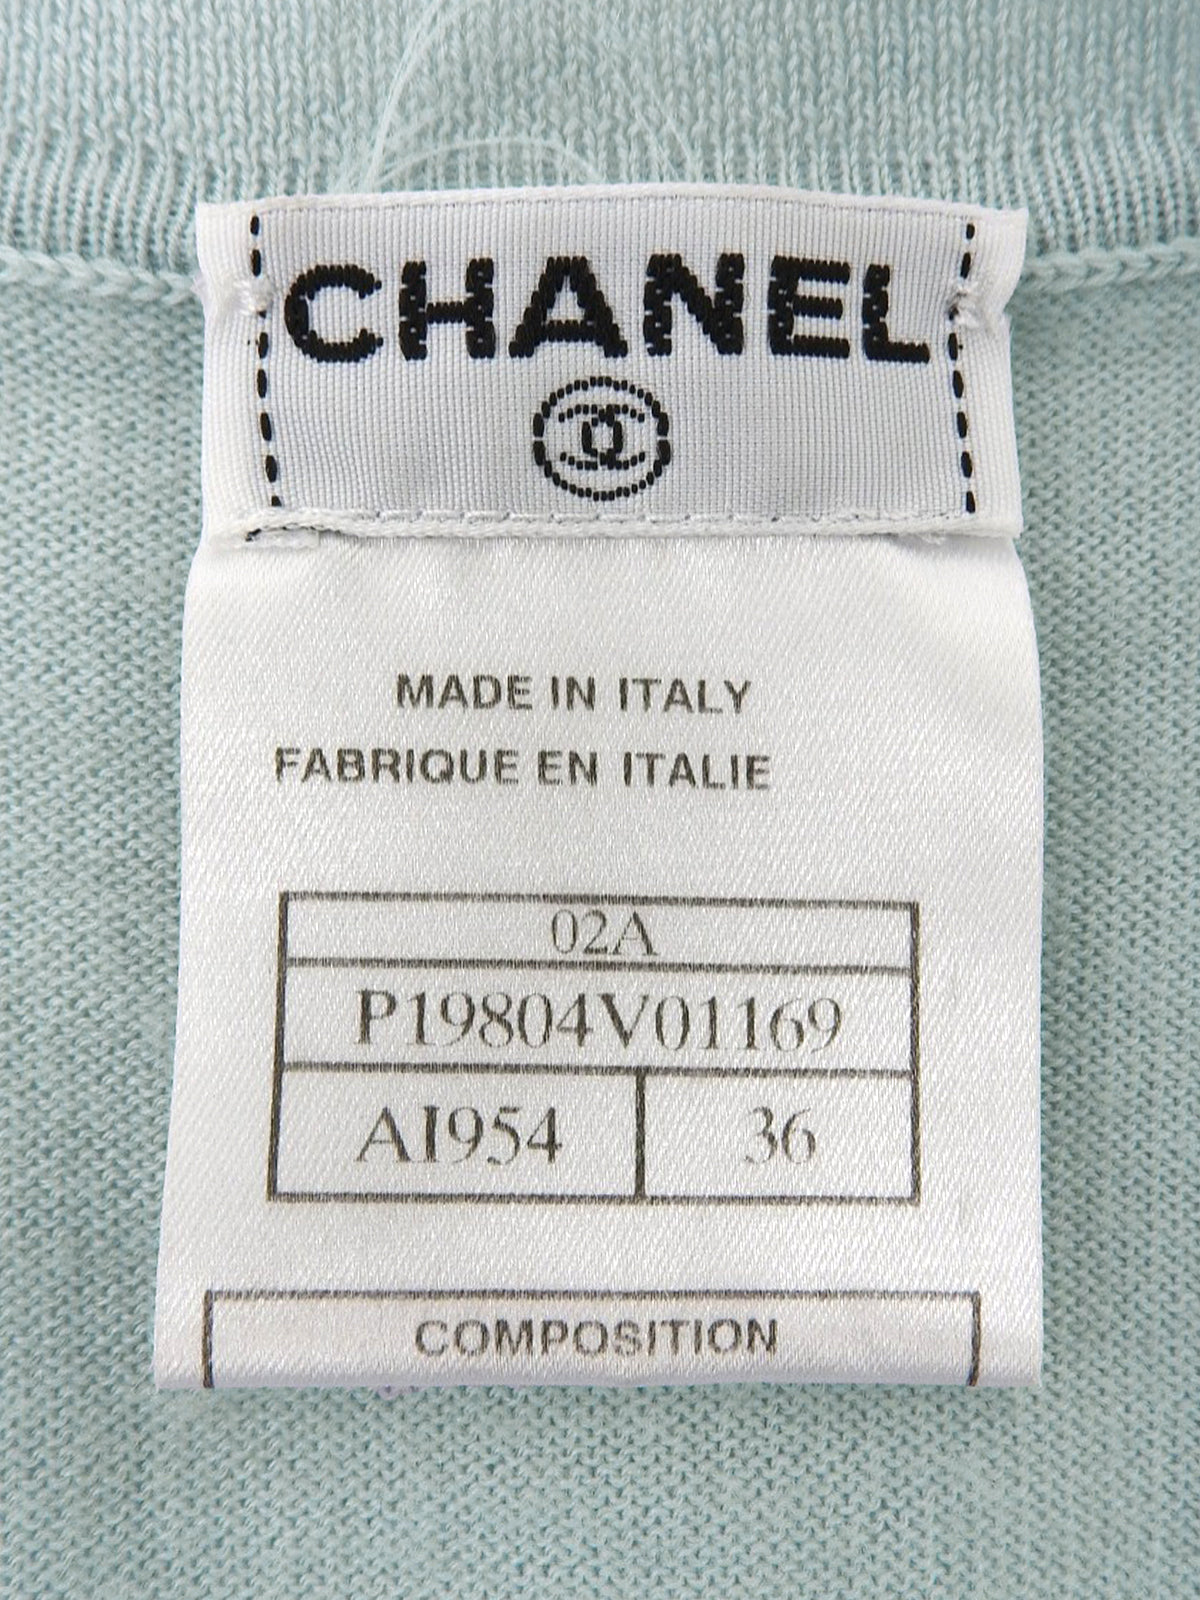 CHANEL
MADE IN ITALY
FABRIQUE EN ITALIE
02A
P19804V01169
AI954 36
COMPOSITION